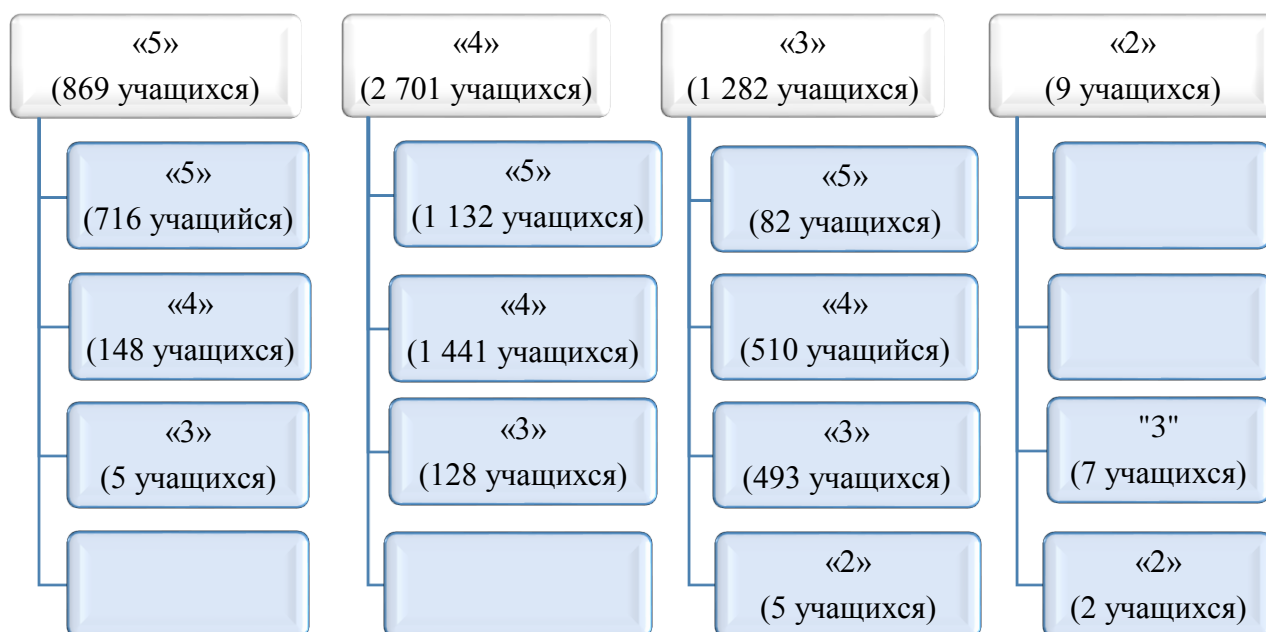 «5»
(869 учащихся)
«5»
(716 учащийся)
«4»
(148 учащихся)
«3»
(5 учащихся)
«4»
(2 701 учащихся)
«5»
(1 132 учащихся)
«4»
(1 441 учащихся)
«3»
(128 учащихся)
«3»
(1 282 учащихся)
«5»
(82 учащихся)
«4»
(510 учащийся)
«3»
(493 учащихся)
«2»
(5 учащихся)
«2»
(9 учащихся)
"3"
(7 учащихся)
«2»
(2 учащихся)